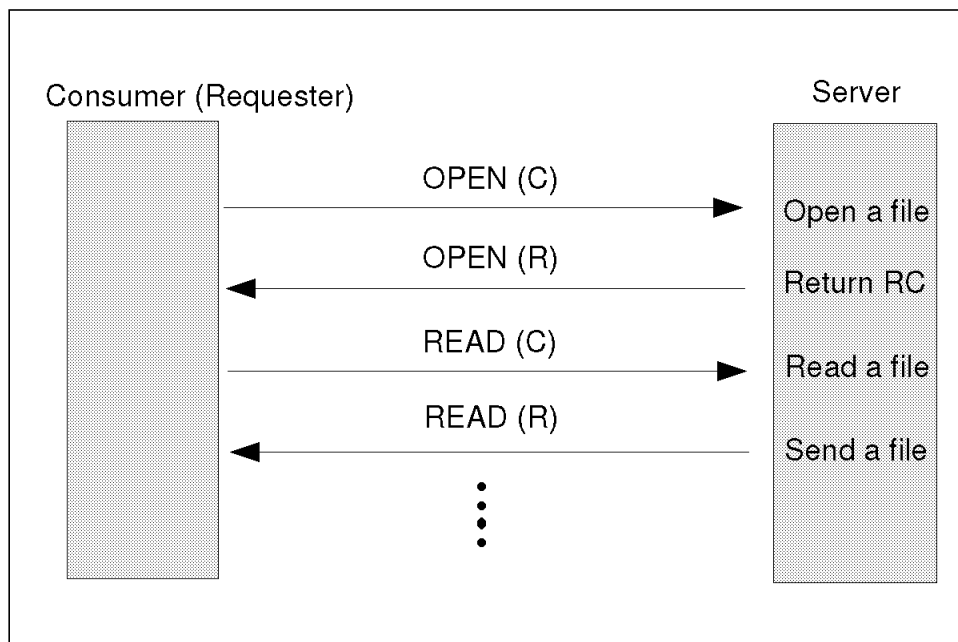 Consumer (Requester)
Server
OPEN (C)
Open a file
OPEN (R)
Return RC
READ (C)
Read a file
READ (R)
Send a file